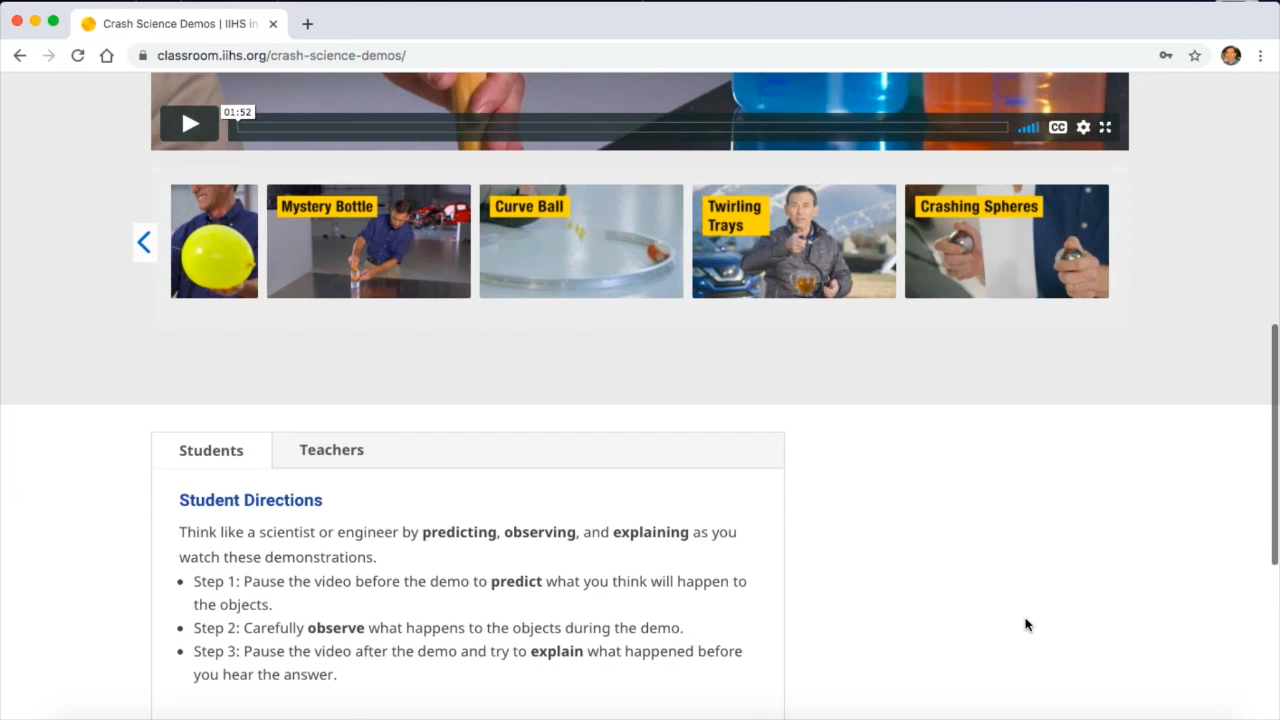 Crash Science Demos | IIHS in
classroom.iihs.org/crash-science-demos/
01:52
CC
Mystery Bottle
Curve Ball
Twirling
Trays
Crashing Spheres
Students
Teachers
Student Directions
Think like a scientist or engineer by predicting, observing, and explaining as you
watch these demonstrations.
• Step 1: Pause the video before the demo to predict what you think will happen to
the objects.
• Step 2: Carefully observe what happens to the objects during the demo.
• Step 3: Pause the video after the demo and try to explain what happened before
you hear the answer.